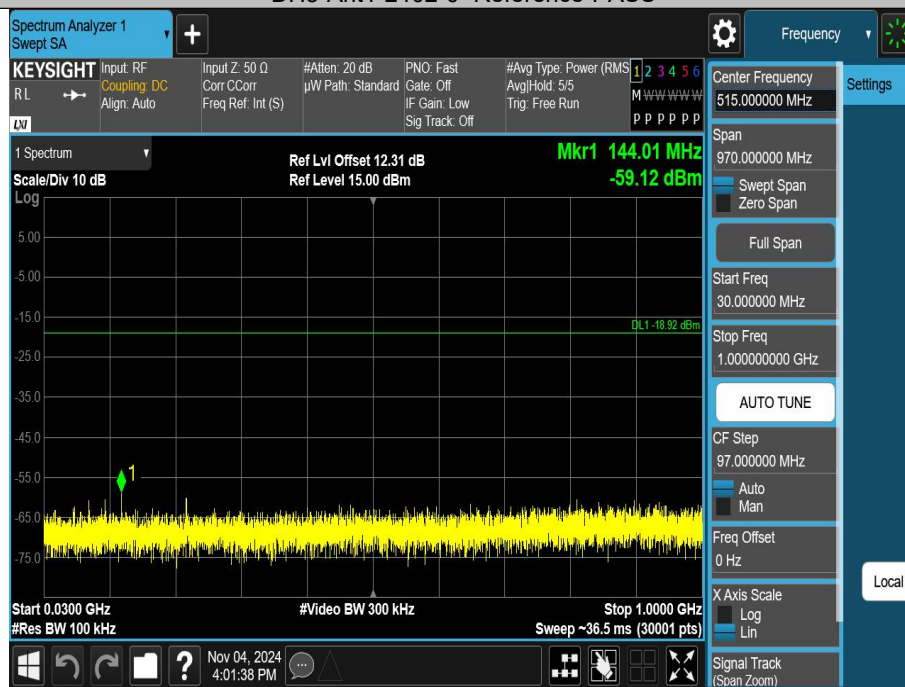 Spectrum Analyzer 1
Swept SA
+
Frequency
KEYSIGHT
RL
LXI
Input: RF
Coupling: DC
Align: Auto
Input Z: 50 Ω
Corr CCorr
Freq Ref: Int (S)
#Atten: 20 dB
µW Path: Standard
PNO: Fast
Gate: Off
IF Gain: Low
Sig Track: Off
#Avg Type: Power (RMS
Avg|Hold: 5/5
Trig: Free Run
1 2 3 4 5 6
M W W W W W
P P P P P P
1 Spectrum
Scale/Div 10 dB
Log
Ref Lvl Offset 12.31 dB
Ref Level 15.00 dBm
Mkr1 144.01 MHz
-59.12 dBm
5.00
-5.00
-15.0
DL1 -18.92 dBm
-25.0
-35.0
-45.0
1
-55.0
-65.0
-75.0
Start 0.0300 GHz
#Res BW 100 kHz
#Video BW 300 kHz
Stop 1.0000 GHz
Sweep ~36.5 ms (30001 pts)
Nov 04, 2024
4:01:38 PM
Center Frequency
515.000000 MHz
Span
970.000000 MHz
Swept Span
Zero Span
Full Span
Start Freq
30.000000 MHz
Stop Freq
1.000000000 GHz
AUTO TUNE
CF Step
97.000000 MHz
Auto
Man
Freq Offset
0 Hz
X Axis Scale
Log
Lin
Signal Track
(Span Zoom)
Settings
Local